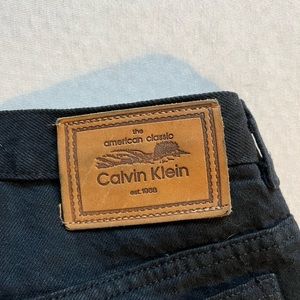 the
american classic
Calvin Klein
est. 1968